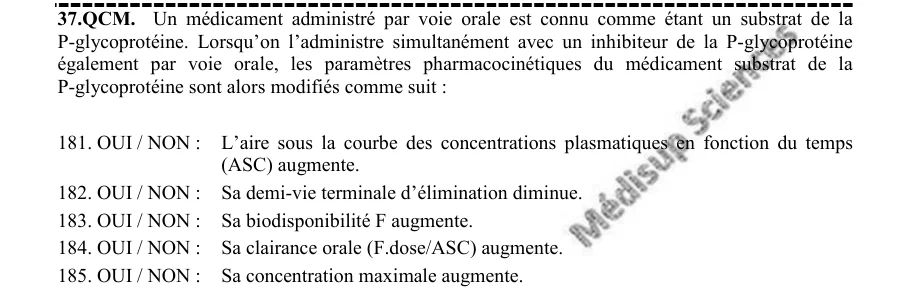 37.QCM. Un médicament administré par voie orale est connu comme étant un substrat de la
P-glycoprotéine. Lorsqu'on l'administre simultanément avec un inhibiteur de la P-glycoprotéine
également par voie orale, les paramètres pharmacocinétiques du médicament substrat de la
P-glycoprotéine sont alors modifiés comme suit :
181. OUI / NON : L'aire sous la courbe des concentrations plasmatiques en fonction du temps
(ASC) augmente.
182. OUI / NON : Sa demi-vie terminale d'élimination diminue.
183. OUI / NON : Sa biodisponibilité F augmente.
184. OUI / NON : Sa clairance orale (F.dose/ASC) augmente.
185. OUI / NON : Sa concentration maximale augmente.
Médisup Sciences